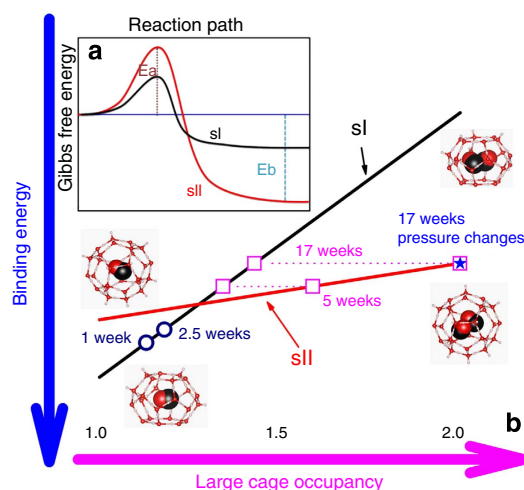 Reaction path
a
Gibbs free energy
Ea
sI
sII
Eb
Binding energy
sI
17 weeks
pressure changes
17 weeks
5 weeks
1 week
2.5 weeks
sII
1.0
1.5
2.0
b
Large cage occupancy